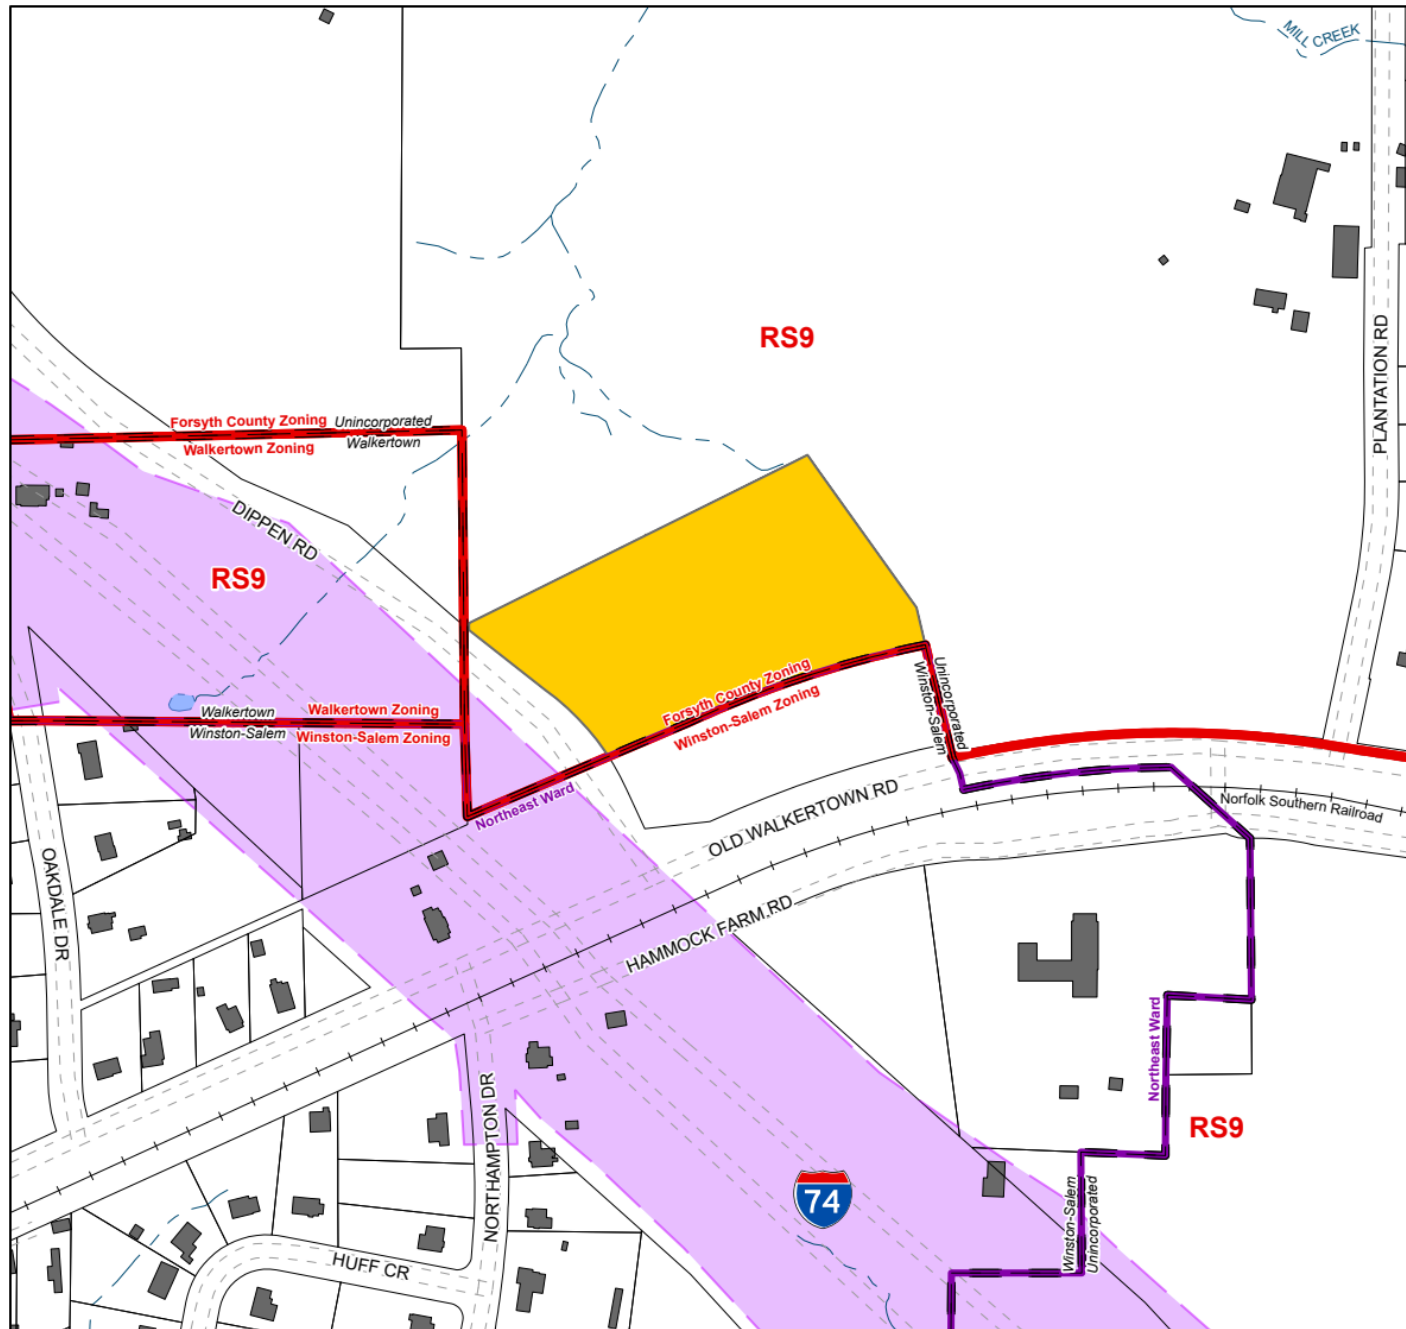 MILL CREEK
RS9
PLANTATION RD
Forsyth County Zoning
Unincorporated
Walkertown Zoning
Walkertown
DIPPEN RD
RS9
Forsyth County Zoning
Winston-Salem Zoning
Unincorporated
Winston-Salem
Walkertown
Walkertown Zoning
Winston-Salem
Winston-Salem Zoning
Northeast Ward
OLD WALKERTOWN RD
Norfolk Southern Railroad
OAKDALE DR
HAMMOCK FARM RD
Northeast Ward
NORTHAMPTON DR
RS9
74
Winston-Salem
Unincorporated
HUFF CR